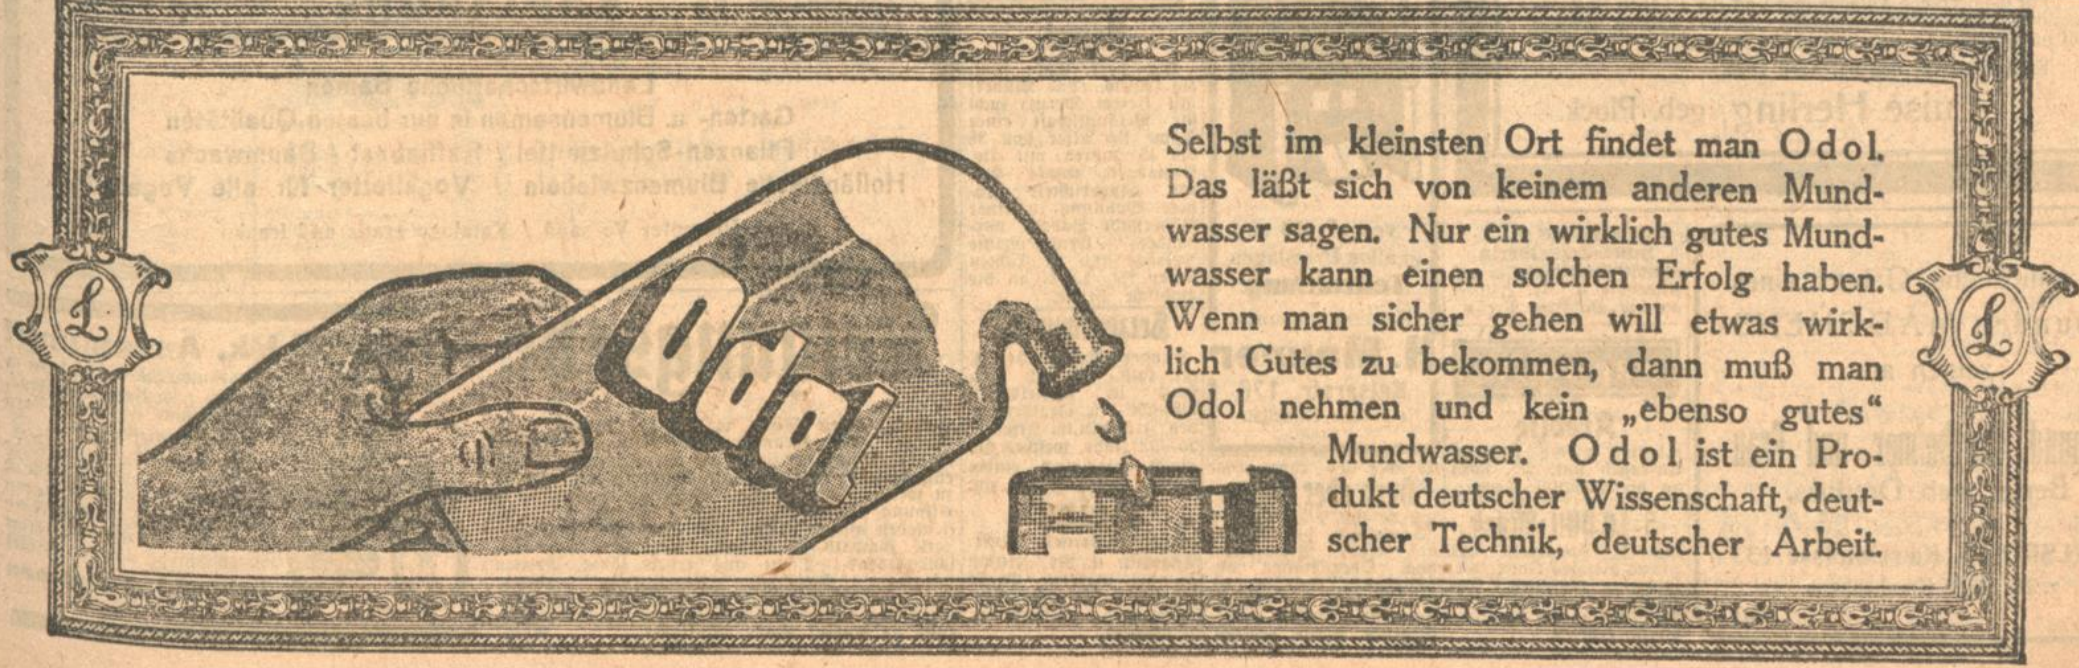 Odol
Selbst im kleinsten Ort findet man Odol.
Das läßt sich von keinem anderen Mund-
wasser sagen. Nur ein wirklich gutes Mund-
wasser kann einen solchen Erfolg haben.
Wenn man sicher gehen will etwas wirk-
lich Gutes zu bekommen, dann muß man
Odol nehmen und kein „ebenso gutes“
Mundwasser. Odol ist ein Pro-
dukt deutscher Wissenschaft, deut-
scher Technik, deutscher Arbeit.
L
L